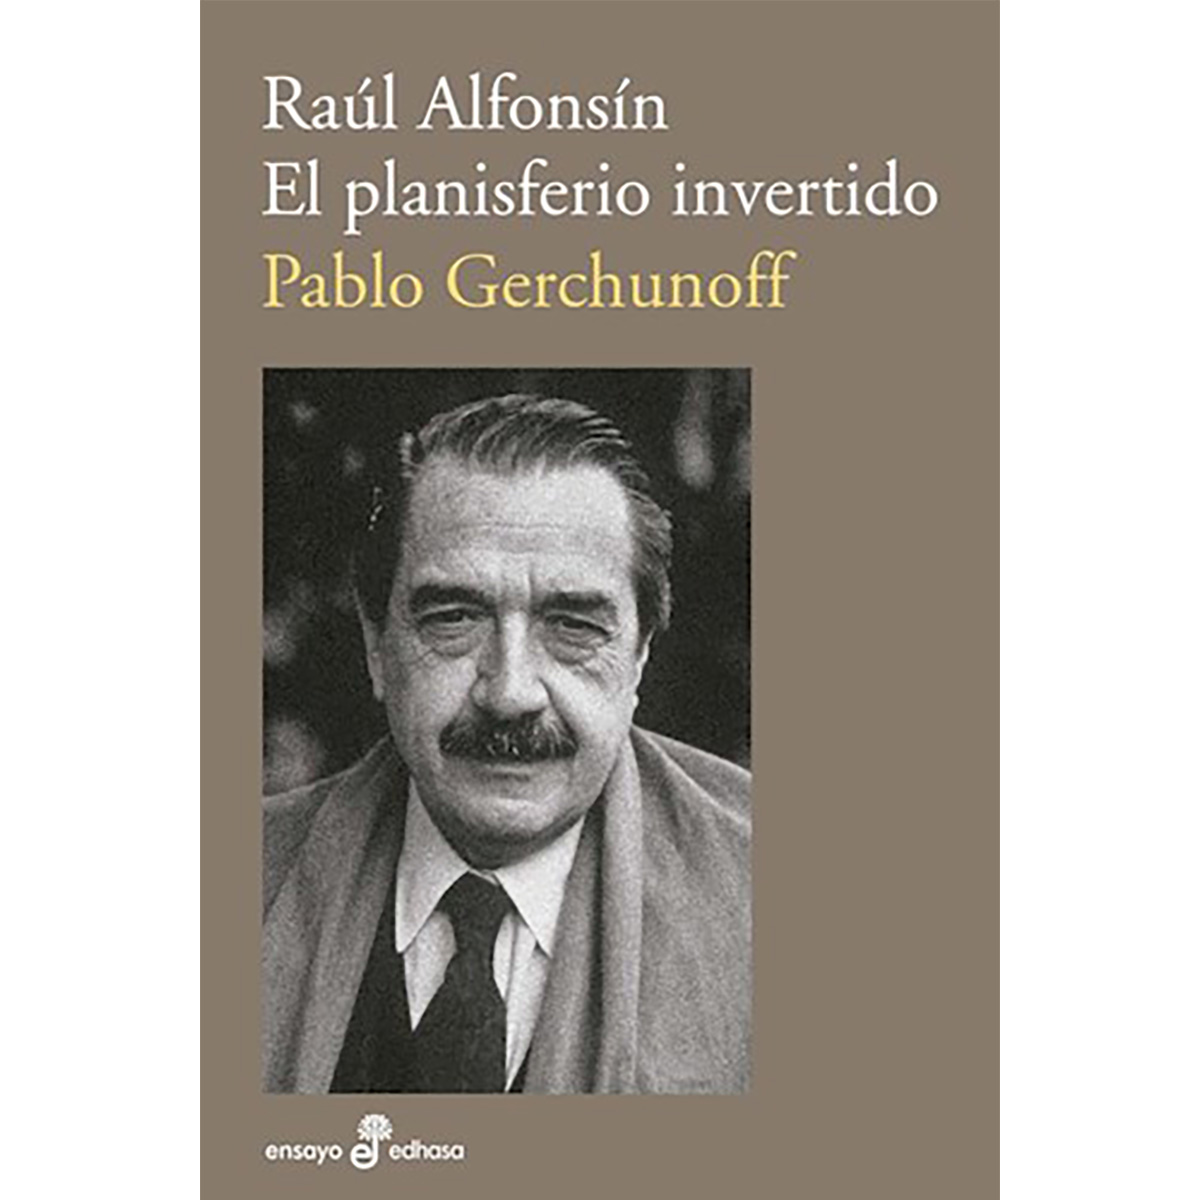 Raúl Alfonsín
El planisferio invertido
Pablo Gerchunoff
ensayo edhasa